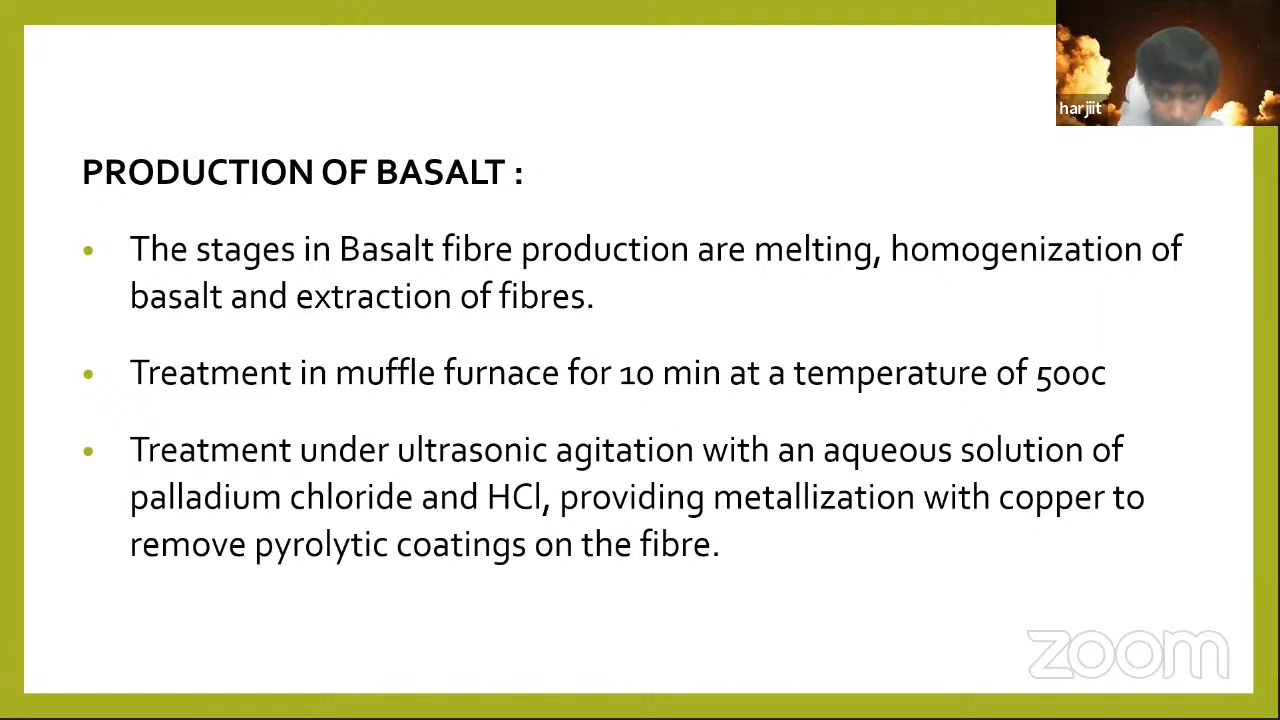 harjiit
PRODUCTION OF BASALT :
• The stages in Basalt fibre production are melting, homogenization of
basalt and extraction of fibres.
• Treatment in muffle furnace for 10 min at a temperature of 500c
• Treatment under ultrasonic agitation with an aqueous solution of
palladium chloride and HCl, providing metallization with copper to
remove pyrolytic coatings on the fibre.
zoom